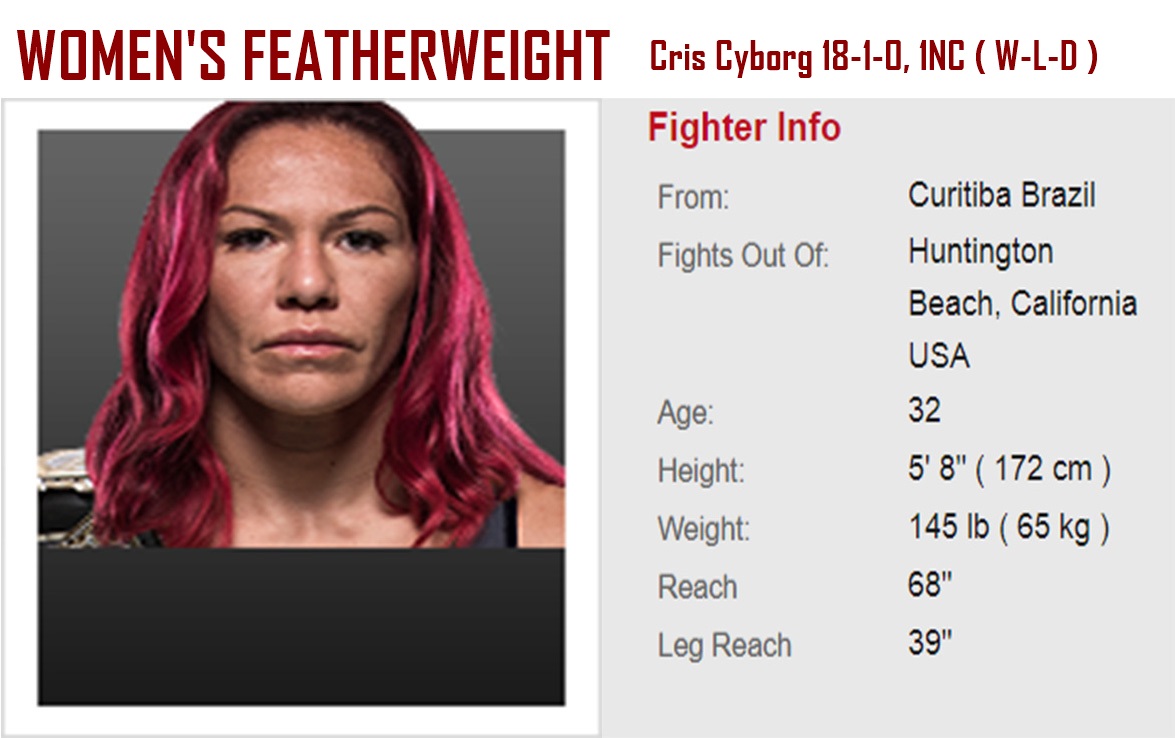 WOMEN'S FEATHERWEIGHT Cris Cyborg 18-1-0, 1NC ( W-L-D )
Fighter Info
From: Curitiba Brazil
Fights Out Of: Huntington
Beach, California
USA
Age: 32
Height: 5' 8" ( 172 cm )
Weight: 145 lb ( 65 kg )
Reach 68"
Leg Reach 39"